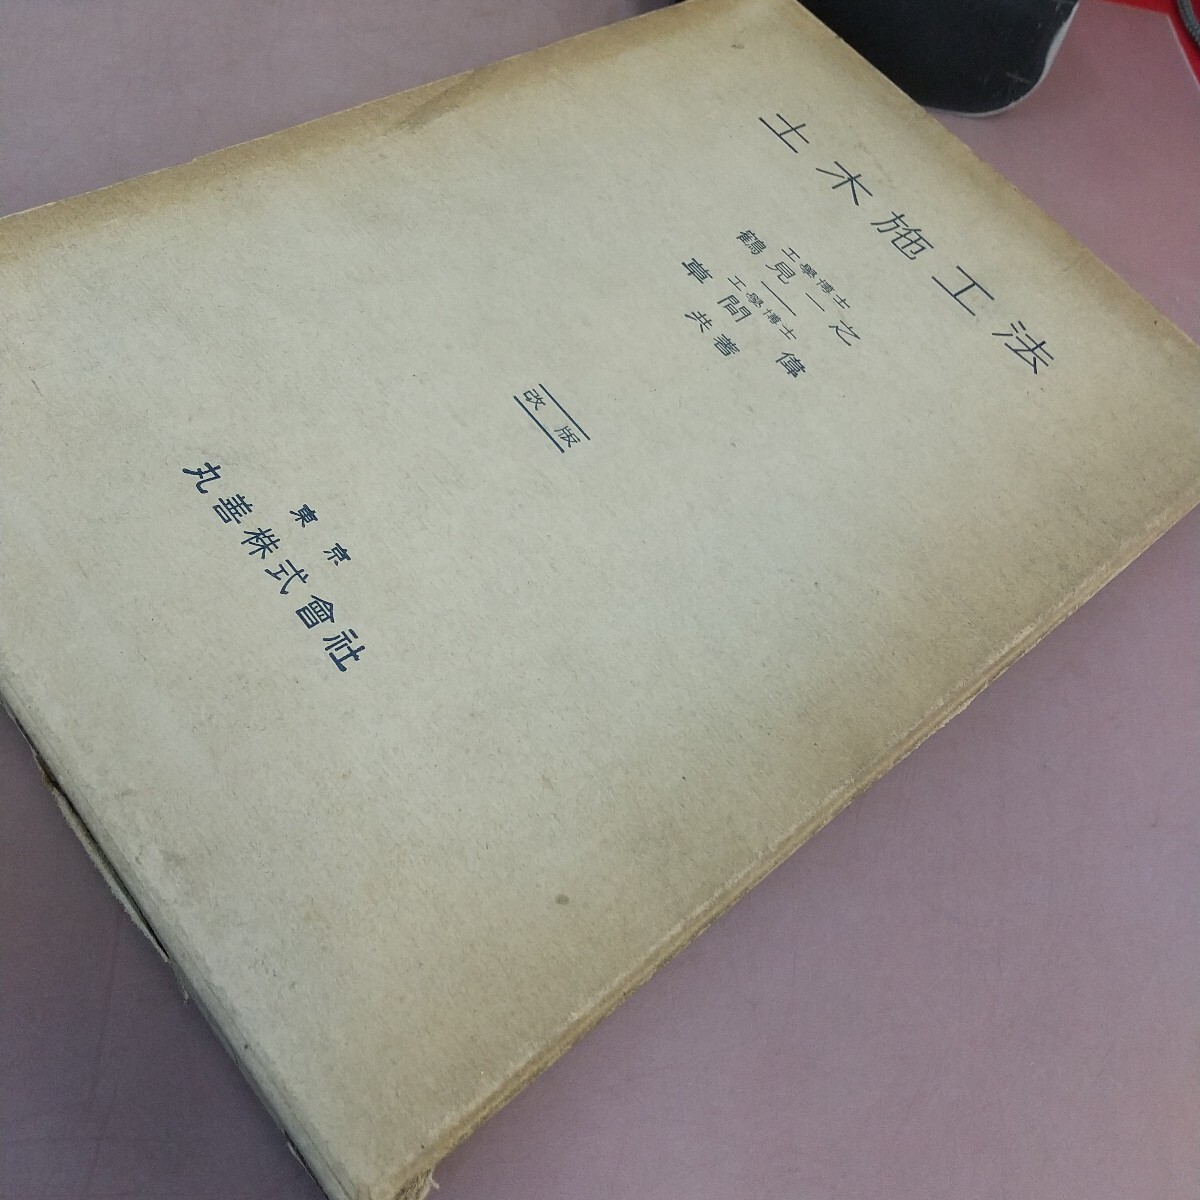 土木施工法
工學博士
鶴見一之
工學博士
草間偉
共著
改版
東京
丸善株式會社